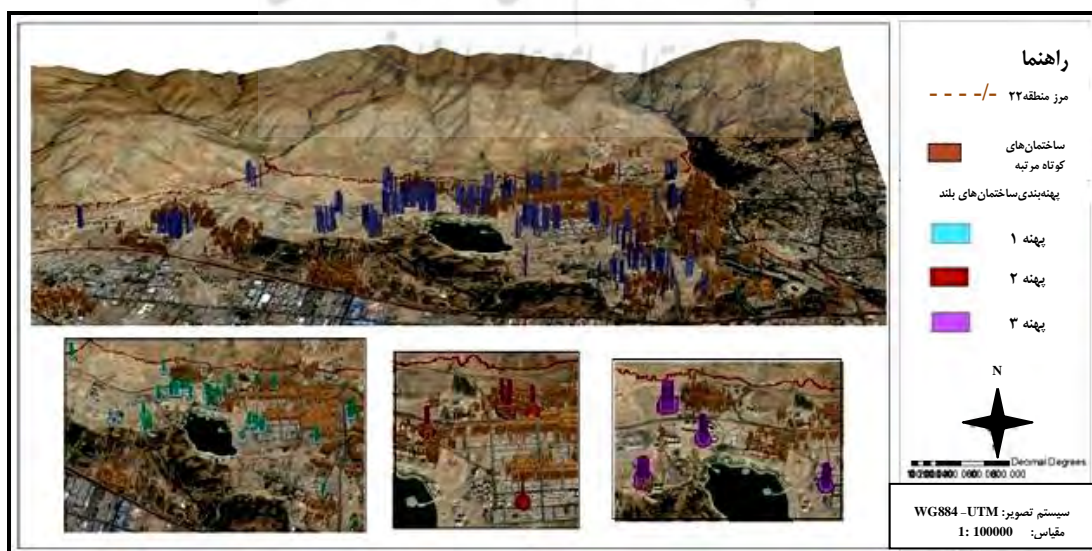 راهنما
مرز منطقه۲۲
ساختمان‌های
کوتاه مرتبه
پهنه‌بندی‌ساختمان‌های بلند
پهنه ۱
پهنه ۲
پهنه ۳
N
Decimal Degrees
سیستم تصویر: WG884 -UTM
مقیاس: 1: 100000